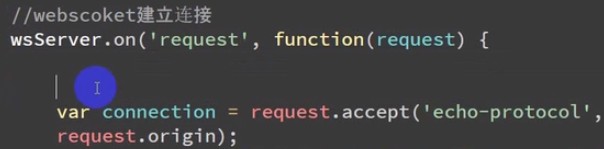 //webscoket建立连接
wsServer.on('request', function(request) {
var connection = request.accept('echo-protocol',
request.origin);